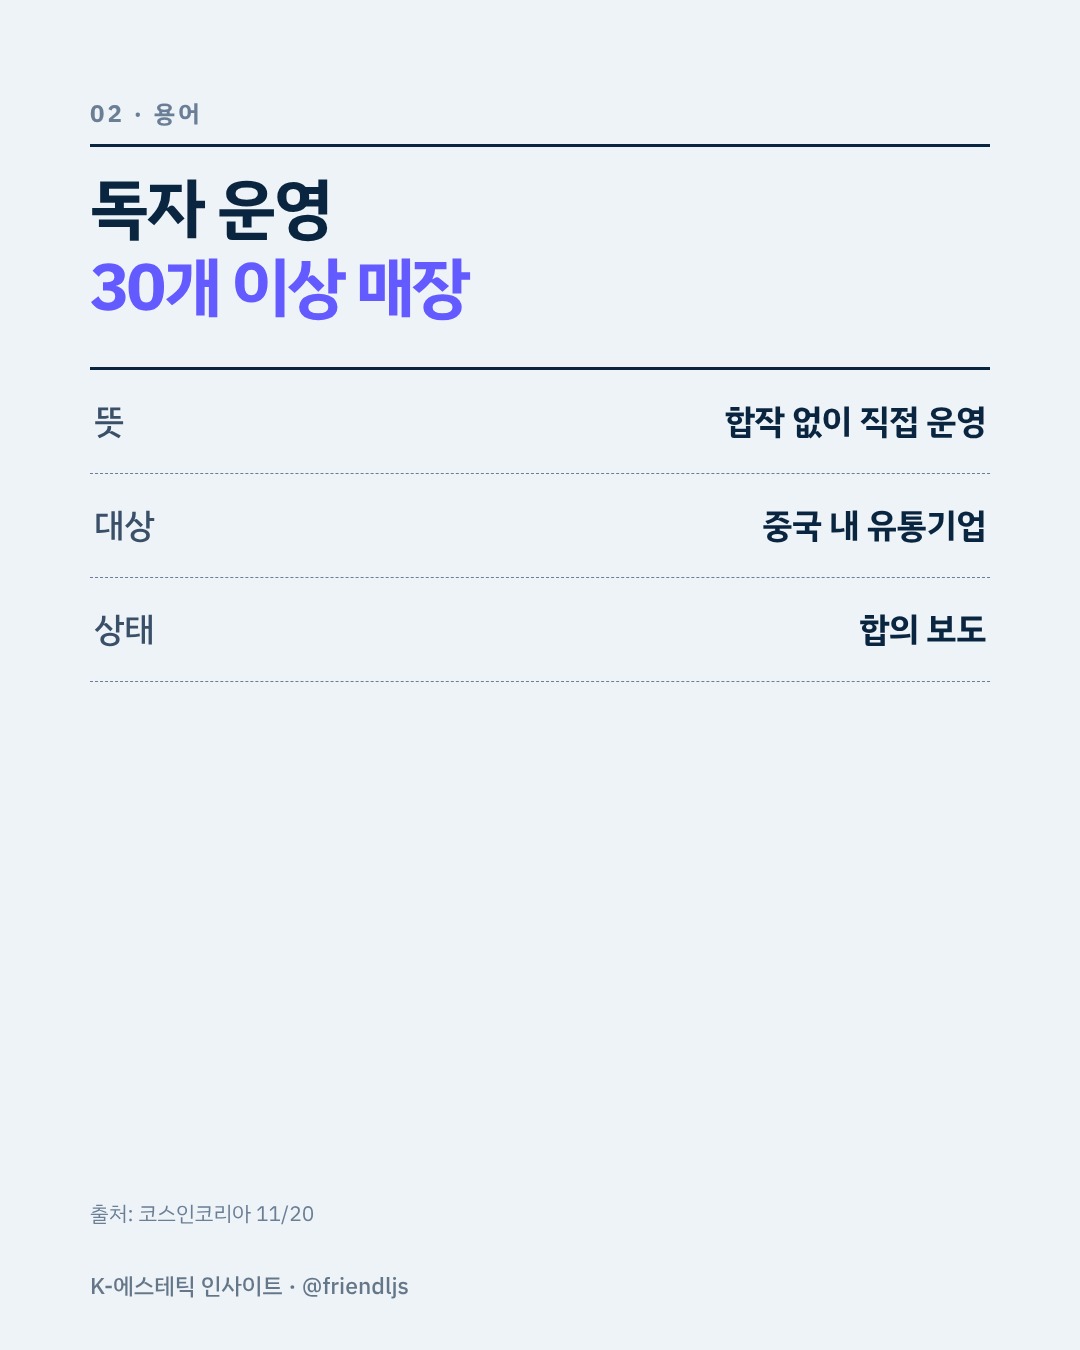 02 · 용어
독자 운영
30개 이상 매장
뜻 합작 없이 직접 운영
대상 중국 내 유통기업
상태 합의 보도
출처: 코스인코리아 11/20
K-에스테틱 인사이트 · @friendljs